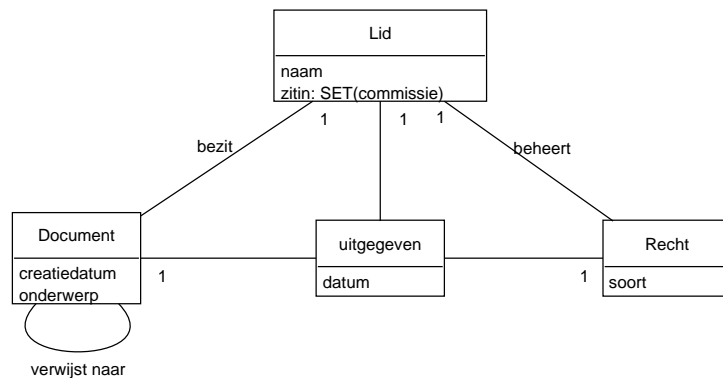 Lid
naam
zitin: SET(commissie)
1
1
1
bezit
beheert
Document
creatiedatum
onderwerp
1
uitgegeven
datum
1
Recht
soort
verwijst naar